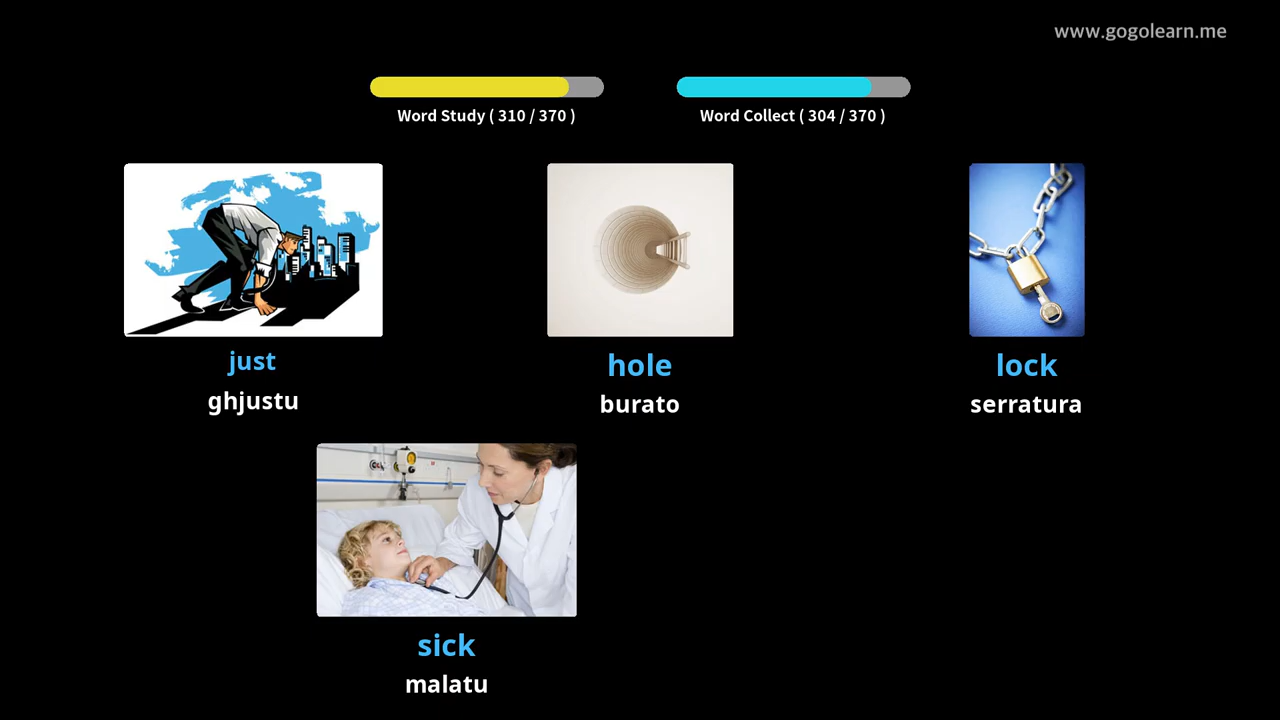 www.gogolearn.me
Word Study ( 310 / 370 )
Word Collect ( 304 / 370 )
just
ghjustu
hole
burato
lock
serratura
sick
malatu